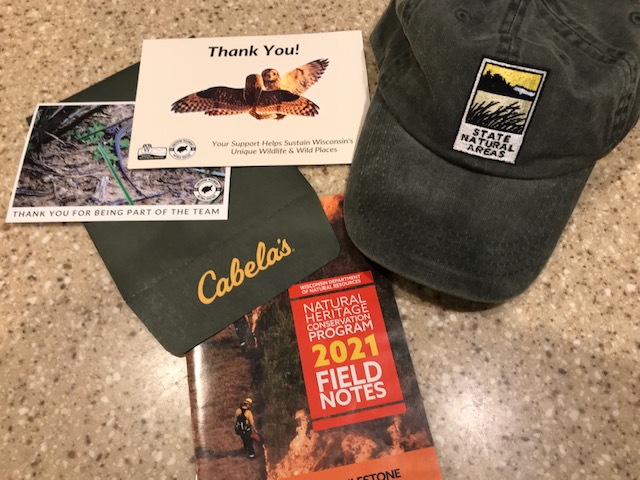 Thank You!
Your Support Helps Sustain Wisconsin's
Unique Wildlife & Wild Places
THANK YOU FOR BEING PART OF THE TEAM
Cabela's
STATE
NATURAL
AREAS
WISCONSIN DEPARTMENT
OF NATURAL RESOURCES
NATURAL
HERITAGE
CONSERVATION
PROGRAM
2021
FIELD
NOTES